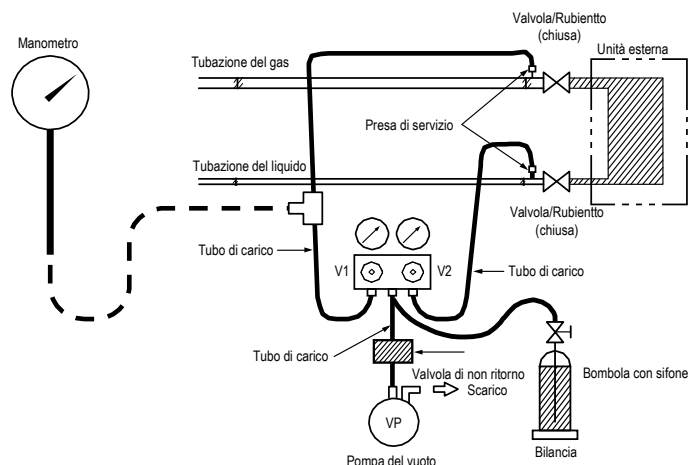 Valvola/Rubientto
(chiusa)
Manometro
Unità esterna
Tubazione del gas
Presa di servizio
Tubazione del liquido
Valvola/Rubientto
(chiusa)
Tubo di carico
V1
V2
Tubo di carico
Tubo di carico
Valvola di non ritorno
Scarico
Bombola con sifone
VP
Bilancia
Pompa del vuoto